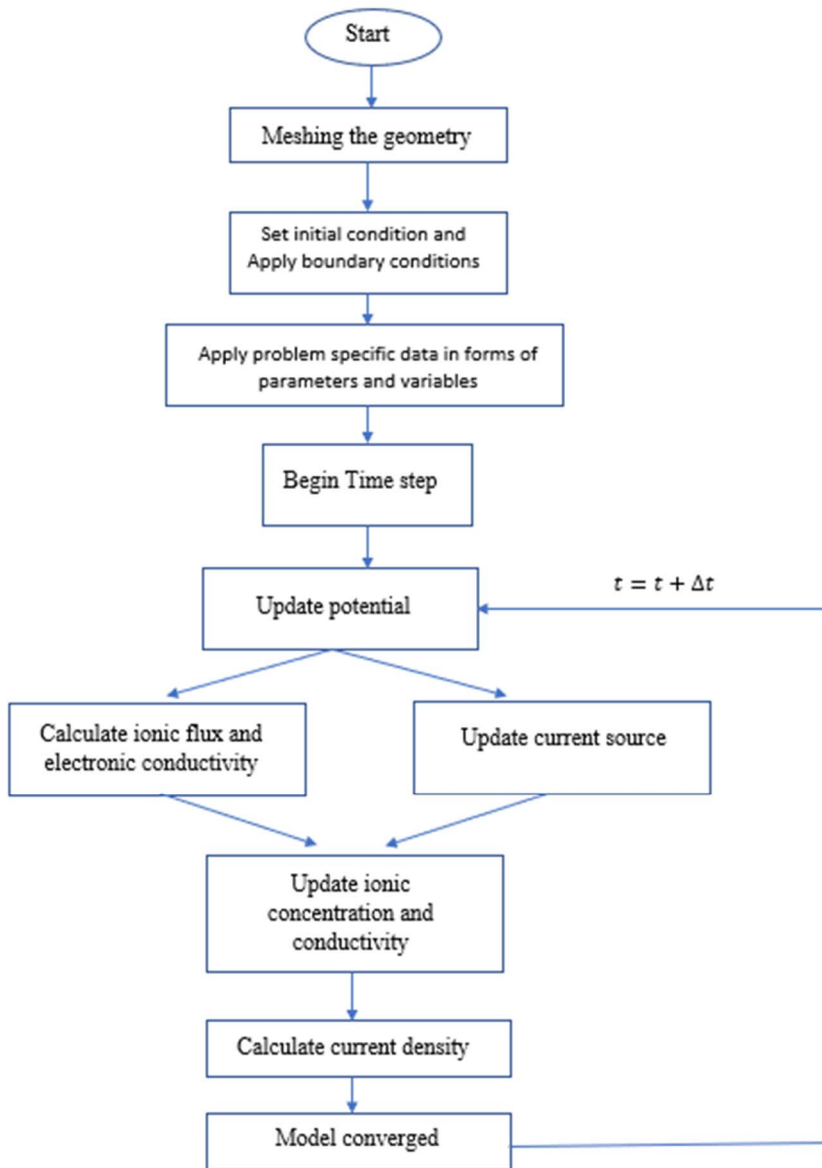 Start
Meshing the geometry
Set initial condition and
Apply boundary conditions
Apply problem specific data in forms of
parameters and variables
Begin Time step
Update potential
t = t + Δt
Calculate ionic flux and
electronic conductivity
Update current source
Update ionic
concentration and
conductivity
Calculate current density
Model converged